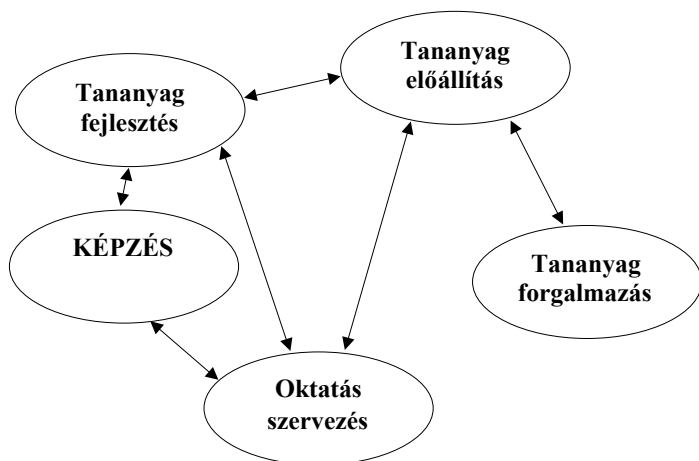 Tananyag
előállítás
Tananyag
fejlesztés
KÉPZÉS
Tananyag
forgalmazás
Oktatás
szervezés